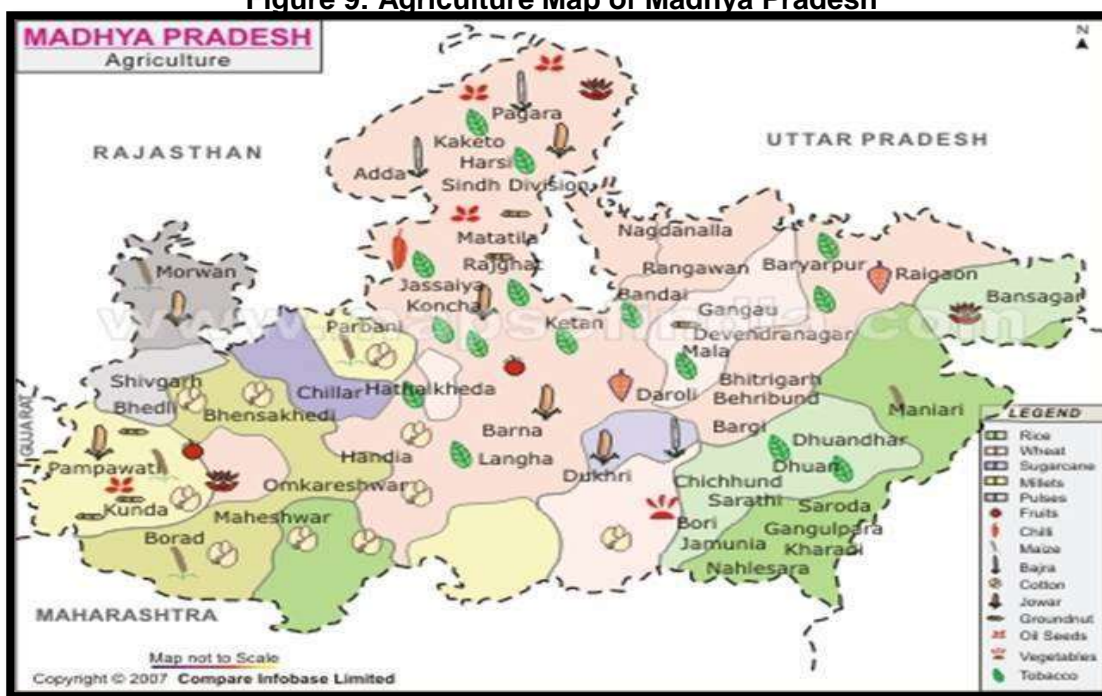 Figure 9: Agriculture Map of Madhya Pradesh
MADHYA PRADESH
Agriculture
N
RAJASTHAN
UTTAR PRADESH
Pagara
Kaketo
Harsi
Adda
Sindh Division
Matatila
Nagdanalla
Rajghat
Rangawan
Baryarpur
Raigaon
Morwan
Jassaiya
Koncha
Bandai
Gangau
Bansagar
Parbani
Ketan
Devendranagar
Mala
Shivgarh
Chillar
Hathaikheda
Bhitrigarh
Bhedli
Bhensakhedi
Daroli
Behribund
Maniari
GUJARAT
Barna
Bargi
Dhuandhar
Pampawati
Handia
Langha
Dukhri
Dhuan
Kunda
Omkareshwar
Chichhund
Maheshwar
Sarathi
Saroda
Borad
Bori
Gangulpara
Jamunia
Kharadi
Nahlesara
MAHARASHTRA
LEGEND
Rice
Wheat
Sugarcane
Millets
Pulses
Fruits
Chilli
Maize
Bajra
Cotton
Jowar
Groundnut
Oil Seeds
Vegetables
Tobacco
Map not to Scale
Copyright © 2007 Compare Infobase Limited